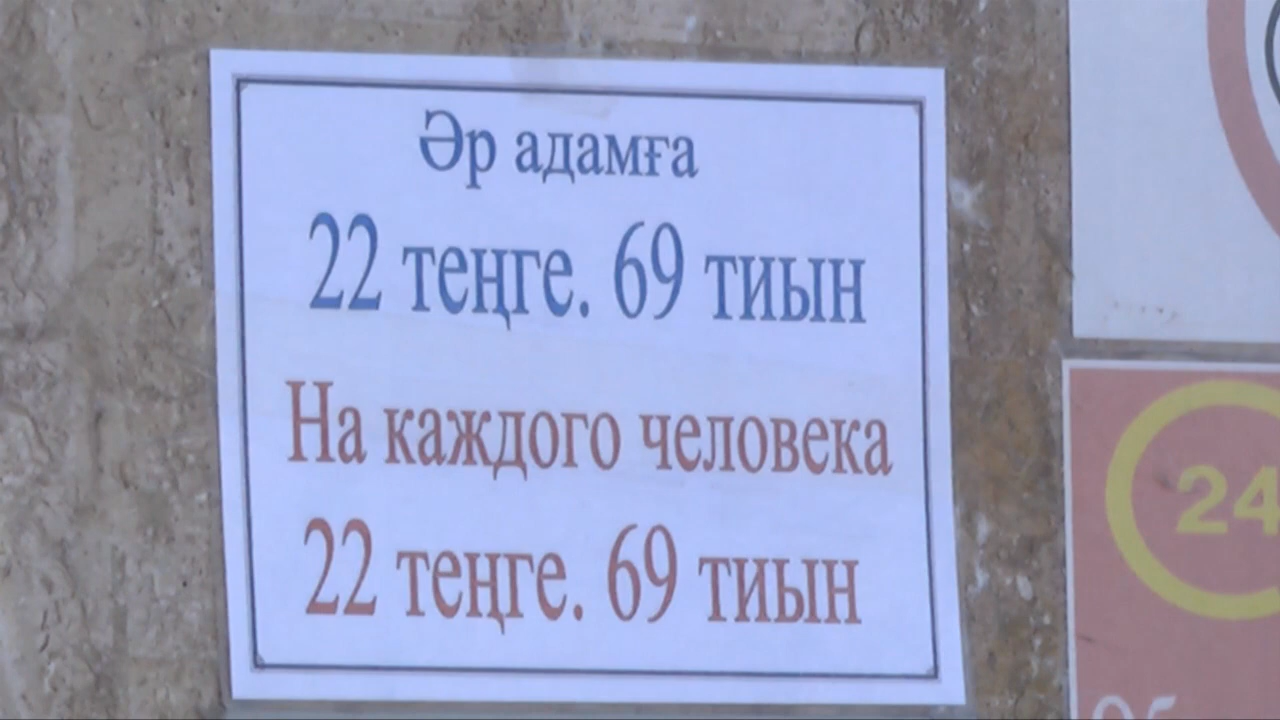 Әр адамға
22 теңге. 69 тиын
На каждого человека
22 теңге. 69 тиын
24